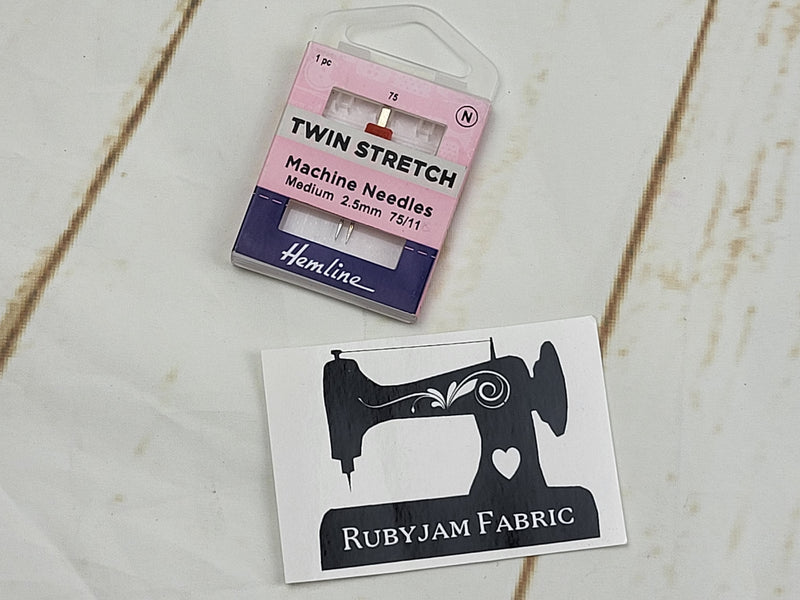 1 pc
75
N
TWIN STRETCH
Machine Needles
Medium 2.5mm 75/11
Hemline
RUBYJAM FABRIC